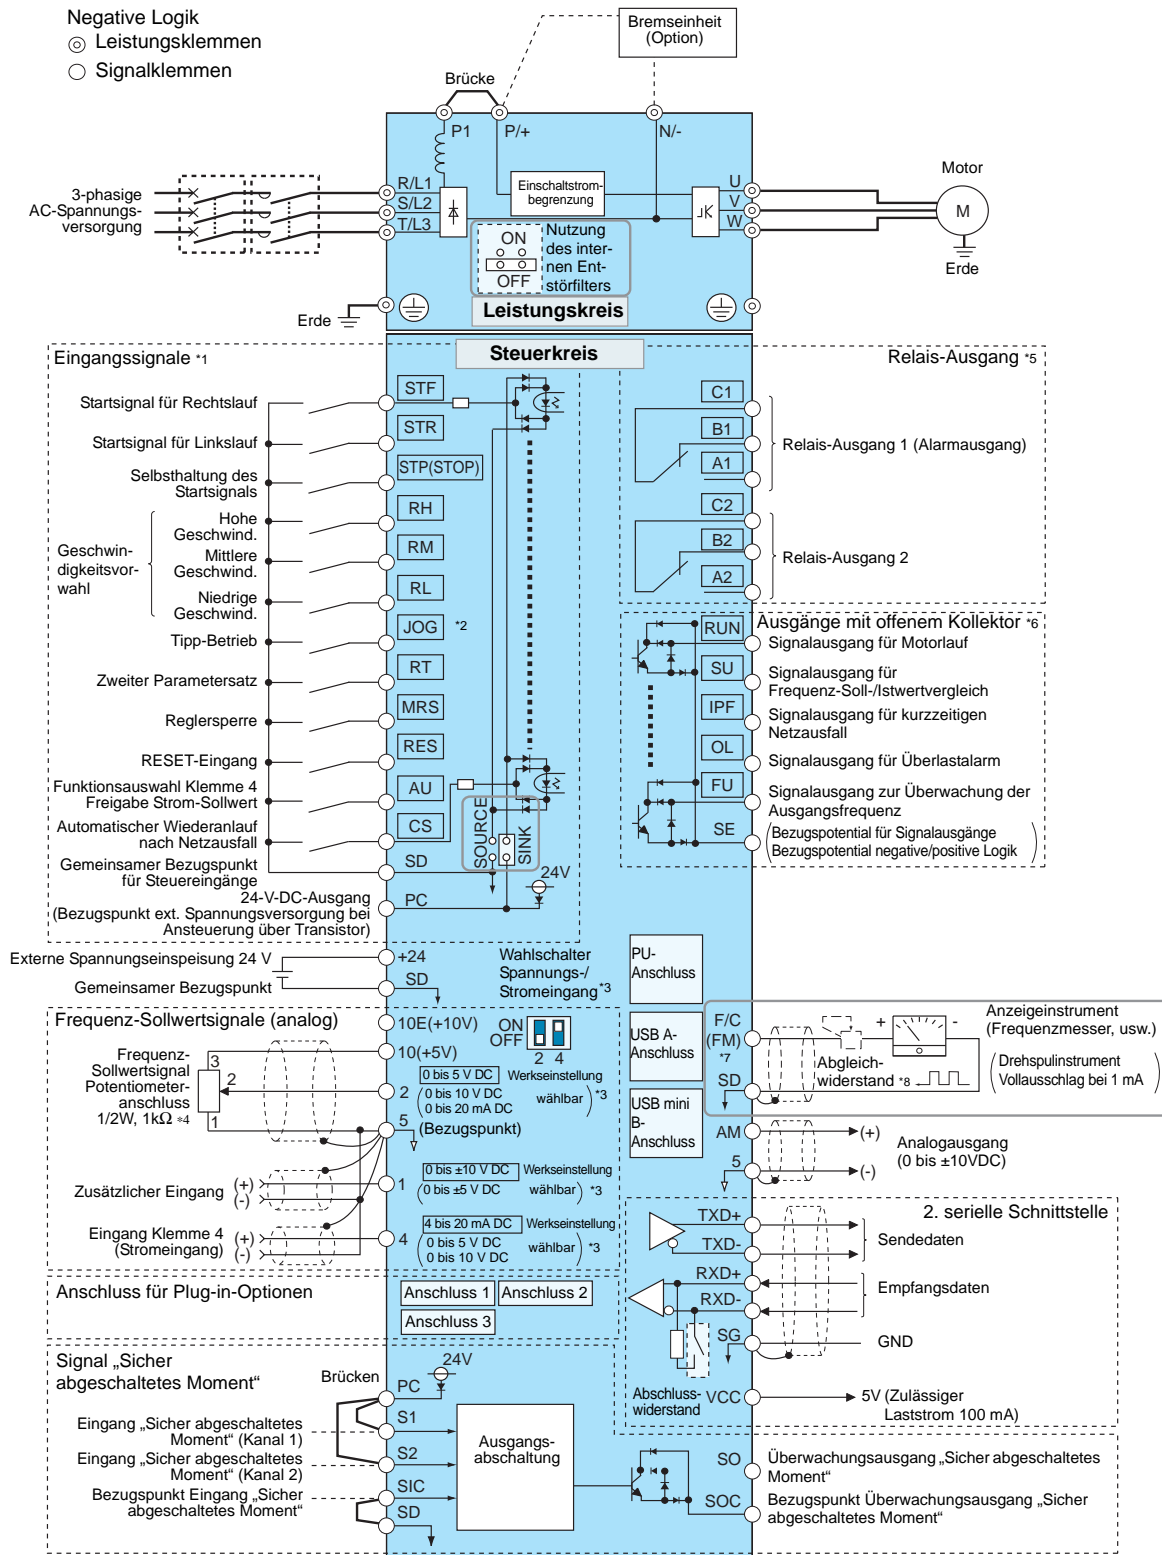 Negative Logik
Leistungsklemmen
Signalklemmen
Bremseinheit
(Option)
Brücke
P1
P/+
N/-
3-phasige
AC-Spannungs-
versorgung
R/L1
S/L2
T/L3
Einschaltstrom-
begrenzung
U
V
W
Motor
M
Erde
ON
OFF
Nutzung
des inter-
nen Ent-
störfilters
Erde
Leistungskreis
Steuerkreis
Eingangssignale *1
Startsignal für Rechtslauf
STF
Startsignal für Linkslauf
STR
Selbsthaltung des
Startsignals
STP(STOP)
Geschwin-
digkeitsvor-
wahl
Hohe
Geschwind.
RH
Mittlere
Geschwind.
RM
Niedrige
Geschwind.
RL
Tipp-Betrieb
JOG *2
Zweiter Parametersatz
RT
Reglersperre
MRS
RESET-Eingang
RES
Funktionsauswahl Klemme 4
Freigabe Strom-Sollwert
AU
Automatischer Wiederanlauf
nach Netzausfall
CS
Gemeinsamer Bezugspunkt
für Steuereingänge
SD
24-V-DC-Ausgang
(Bezugspunkt ext. Spannungsversorgung bei
Ansteuerung über Transistor)
PC
SOURCE
SINK
24V
Relais-Ausgang *5
C1
B1
A1
Relais-Ausgang 1 (Alarmausgang)
C2
B2
A2
Relais-Ausgang 2
Ausgänge mit offenem Kollektor *6
RUN
Signalausgang für Motorlauf
SU
Signalausgang für
Frequenz-Soll-/Istwertvergleich
IPF
Signalausgang für kurzzeitigen
Netzausfall
OL
Signalausgang für Überlastalarm
FU
Signalausgang zur Überwachung der
Ausgangsfrequenz
SE
(Bezugspotential für Signalausgänge
Bezugspotential negative/positive Logik)
Externe Spannungseinspeisung 24 V
+24
Gemeinsamer Bezugspunkt
SD
Wahlschalter
Spannungs-/
Stromeingang *3
ON
OFF
2 4
PU-
Anschluss
USB A-
Anschluss
USB mini
B-
Anschluss
Frequenz-Sollwertsignale (analog)
10E(+10V)
10(+5V)
Frequenz-
Sollwertsignal
Potentiometer-
anschluss
1/2W, 1kΩ *4
3
2
1
2
0 bis 5 V DC Werkseinstellung
(0 bis 10 V DC
0 bis 20 mA DC wählbar) *3
5
(Bezugspunkt)
Zusätzlicher Eingang (+)
(-)
1
0 bis ±10 V DC Werkseinstellung
(0 bis ±5 V DC wählbar) *3
Eingang Klemme 4
(Stromeingang)
(+)
(-)
4
4 bis 20 mA DC Werkseinstellung
(0 bis 5 V DC
0 bis 10 V DC wählbar) *3
F/C
(FM)
*7
SD
+ -
Abgleich-
widerstand *8
Anzeigeinstrument
(Frequenzmesser, usw.)
(Drehspulinstrument
Vollausschlag bei 1 mA)
AM
(+)
5
(-)
Analogausgang
(0 bis ±10VDC)
2. serielle Schnittstelle
TXD+
TXD-
Sendedaten
RXD+
RXD-
Empfangsdaten
SG
GND
Abschluss-
widerstand
VCC
5V (Zulässiger
Laststrom 100 mA)
Anschluss für Plug-in-Optionen
Anschluss 1
Anschluss 2
Anschluss 3
Signal „Sicher
abgeschaltetes Moment“
Brücken
PC
24V
Eingang „Sicher abgeschaltetes
Moment“ (Kanal 1)
S1
Eingang „Sicher abgeschaltetes
Moment“ (Kanal 2)
S2
Bezugspunkt Eingang „Sicher
abgeschaltetes Moment“
SIC
SD
Ausgangs-
abschaltung
SO
Überwachungsausgang „Sicher abgeschaltetes
Moment“
SOC
Bezugspunkt Überwachungsausgang „Sicher
abgeschaltetes Moment“